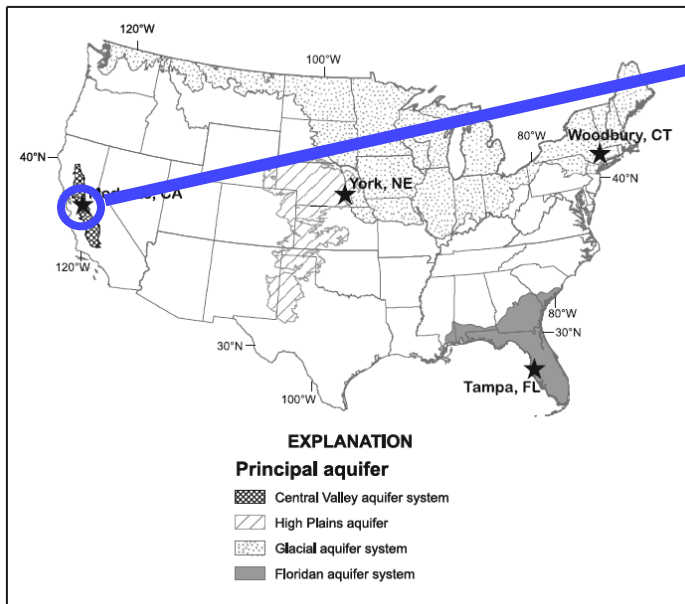 120°W
100°W
80°W
Woodbury, CT
40°N
York, NE
40°N
CA
120°W
80°W
30°N
30°N
100°W
Tampa, FL
EXPLANATION
Principal aquifer
Central Valley aquifer system
High Plains aquifer
Glacial aquifer system
Floridan aquifer system